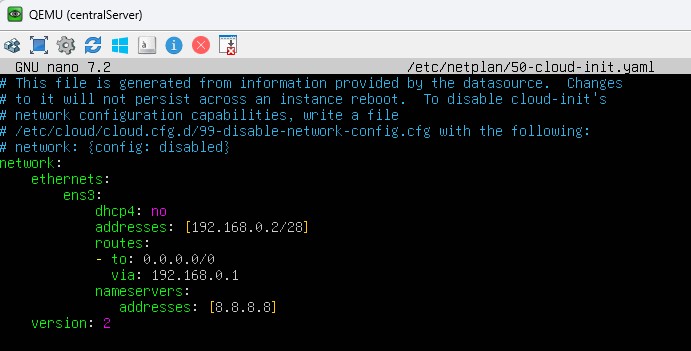 QEMU (centralServer)
GNU nano 7.2 /etc/netplan/50-cloud-init.yaml
# This file is generated from information provided by the datasource.  Changes
# to it will not persist across an instance reboot.  To disable cloud-init's
# network configuration capabilities, write a file
# /etc/cloud/cloud.cfg.d/99-disable-network-config.cfg with the following:
# network: {config: disabled}
network:
    ethernets:
        ens3:
            dhcp4: no
            addresses: [192.168.0.2/28]
            routes:
            - to: 0.0.0.0/0
              via: 192.168.0.1
            nameservers:
               addresses: [8.8.8.8]
    version: 2